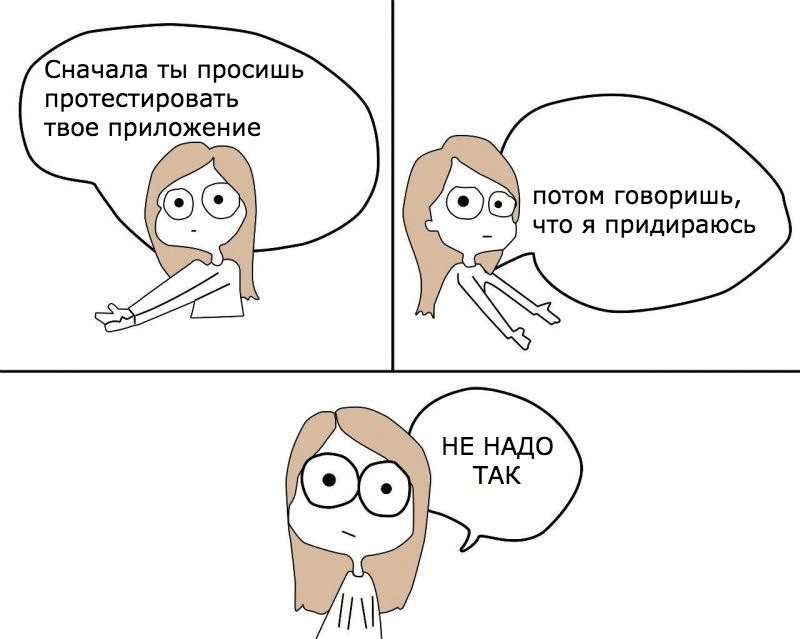 Сначала ты просишь
протестировать
твое приложение
потом говоришь,
что я придираюсь
НЕ НАДО
ТАК